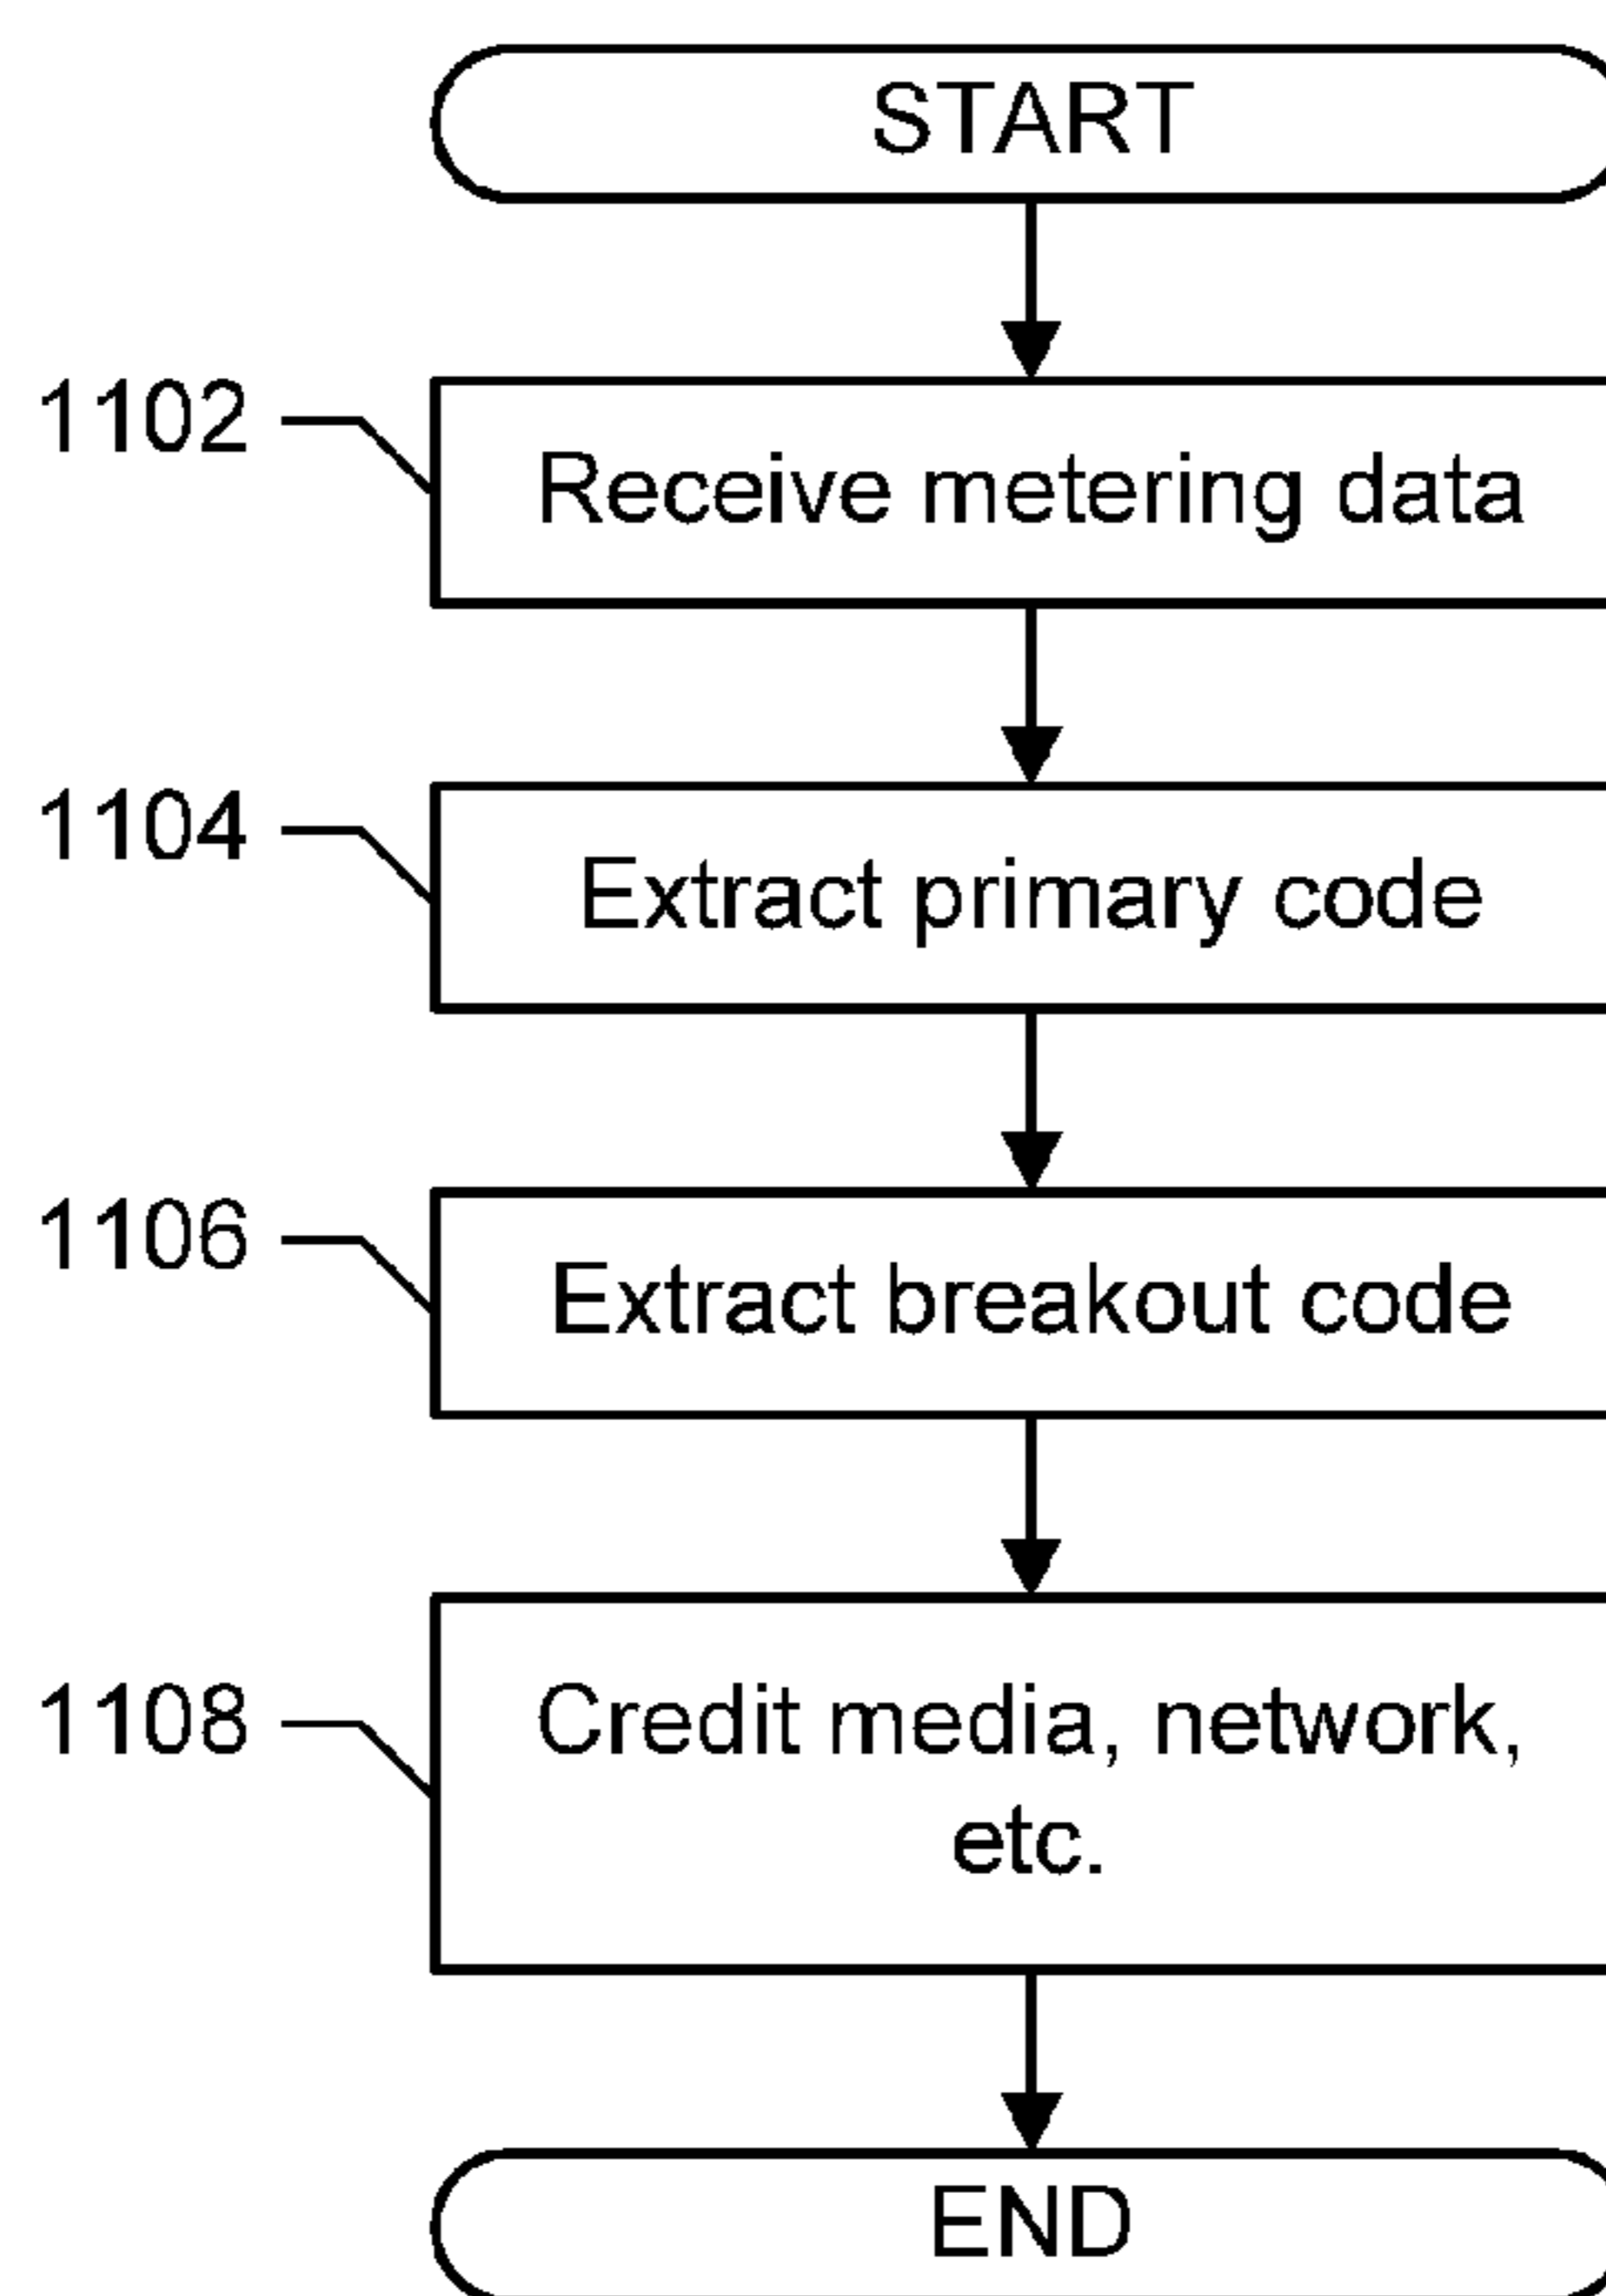 START
1102
Receive metering data
1104
Extract primary code
1106
Extract breakout code
1108
Credit media, network,
etc.
END